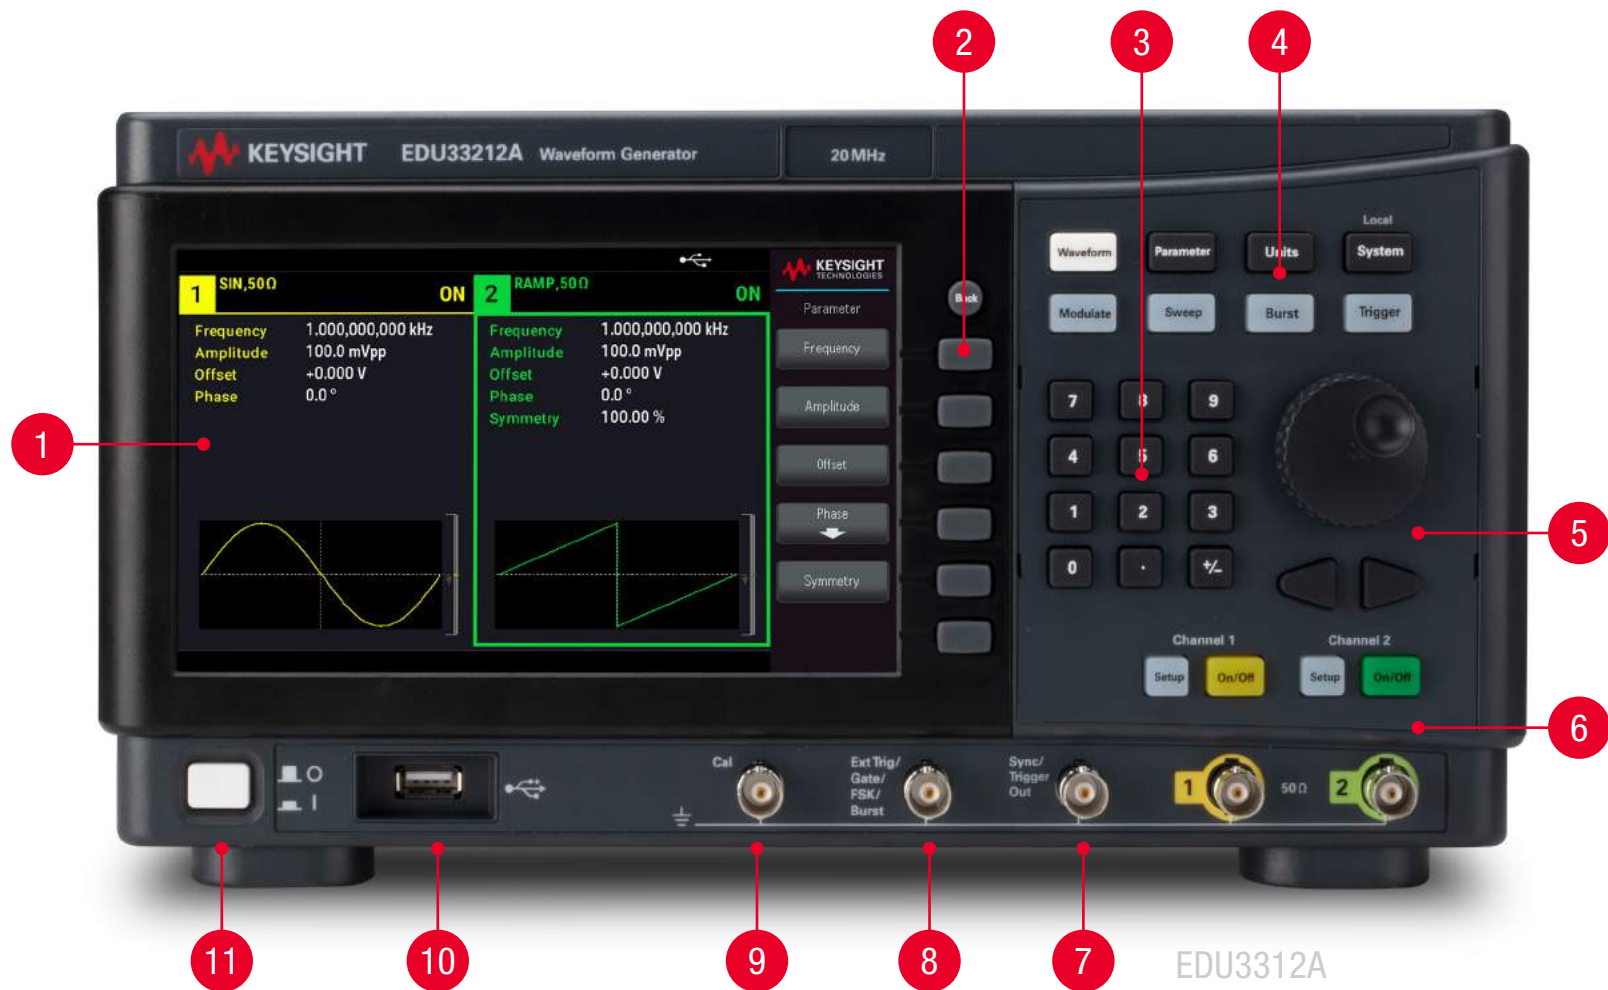 2
3
4
KEYSIGHT EDU33212A Waveform Generator 20 MHz
Local
Waveform Parameter Units System
Modulate Sweep Burst Trigger
Back
1 SIN,50Ω ON
Frequency 1.000,000,000 kHz
Amplitude 100.0 mVpp
Offset +0.000 V
Phase 0.0 °
2 RAMP,50Ω ON
Frequency 1.000,000,000 kHz
Amplitude 100.0 mVpp
Offset +0.000 V
Phase 0.0 °
Symmetry 100.00 %
KEYSIGHT
TECHNOLOGIES
Parameter
Frequency
Amplitude
Offset
Phase
Symmetry
7 8 9
4 5 6
1 2 3
0 . +/-
1
5
Channel 1 Channel 2
Setup On/Off Setup On/Off
6
O
I
Cal
Ext Trig/
Gate/
FSK/
Burst
Sync/
Trigger
Out
1 50 Ω 2
11
10
9
8
7
EDU3312A